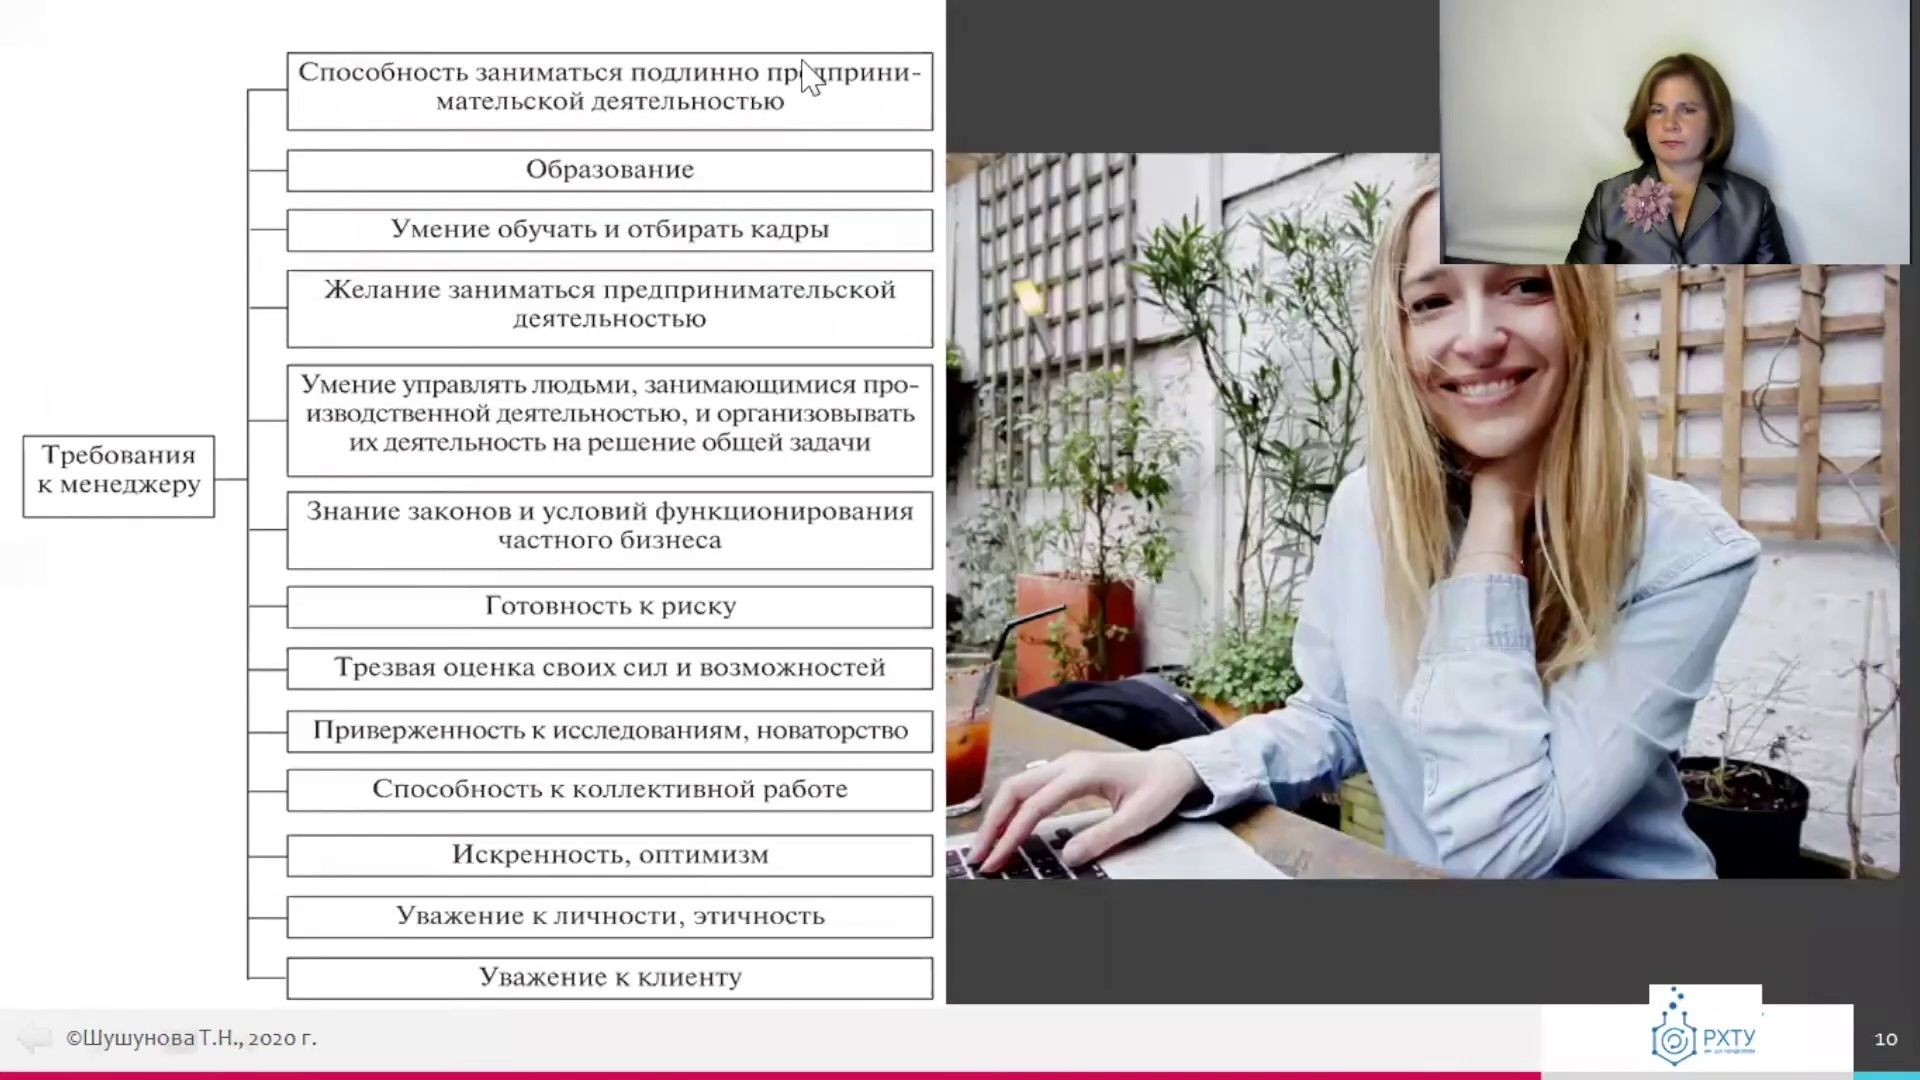 Способность заниматься подлинно предприни-
мательской деятельностью
Образование
Умение обучать и отбирать кадры
Желание заниматься предпринимательской
деятельностью
Умение управлять людьми, занимающимися про-
изводственной деятельностью, и организовывать
их деятельность на решение общей задачи
Требования
к менеджеру
Знание законов и условий функционирования
частного бизнеса
Готовность к риску
Трезвая оценка своих сил и возможностей
Приверженность к исследованиям, новаторство
Способность к коллективной работе
Искренность, оптимизм
Уважение к личности, этичность
Уважение к клиенту
©Шушунова Т.Н., 2020 г.
РХТУ
10